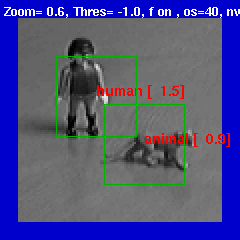 Zoom= 0.6, Thres= -1.0, f on , os=40, nv
human [ 1.5]
animal [ 0.9]